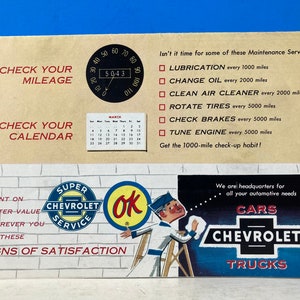 CHECK YOUR
MILEAGE
5043
CHECK YOUR
CALENDAR
MARCH
Isn't it time for some of these Maintenance
LUBRICATION every 1000 miles
CHANGE OIL every 2000 miles
CLEAN AIR CLEANER every 2000 miles
ROTATE TIRES every 5000 miles
CHECK BRAKES every 5000 miles
TUNE ENGINE every 5000 miles
Get the 1000-mile check-up habit!
SUPER
CHEVROLET
SERVICE
OK
THESE
OF SATISFACTION
We are headquarters for
all your automotive needs
CARS
CHEVROLET
TRUCKS